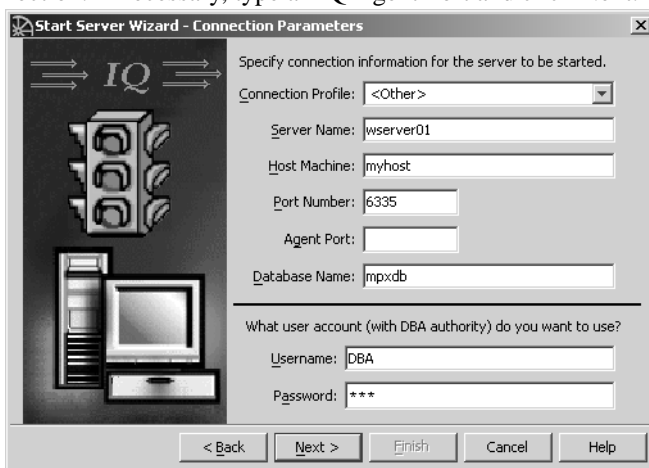 Start Server Wizard - Connection Parameters
IQ
Specify connection information for the server to be started.
Connection Profile: <Other>
Server Name: wserver01
Host Machine: myhost
Port Number: 6335
Agent Port:
Database Name: mpxdb
What user account (with DBA authority) do you want to use?
Username: DBA
Password: ***
< Back Next > Finish Cancel Help